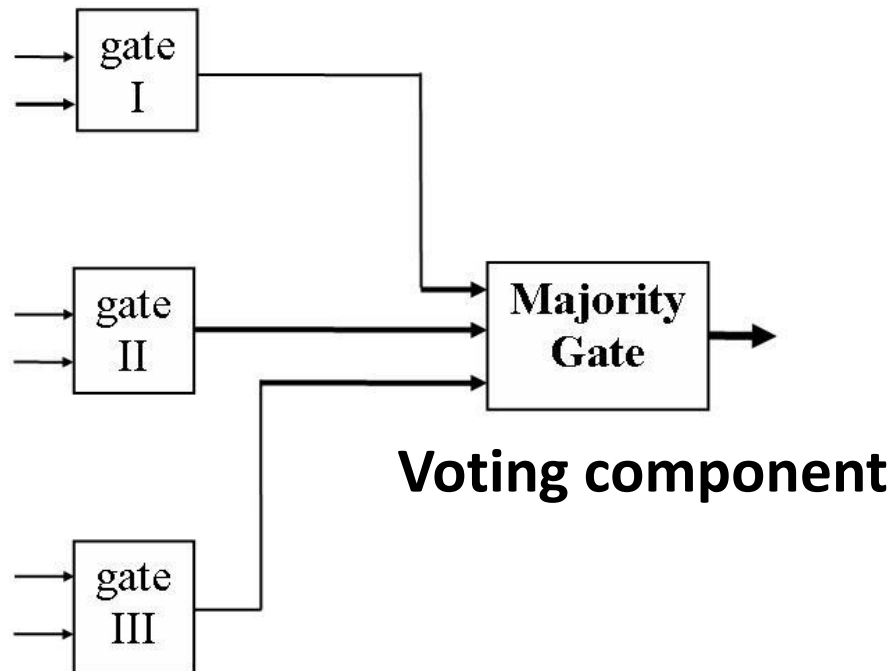 gate
I
gate
II
Majority
Gate
Voting component
gate
III